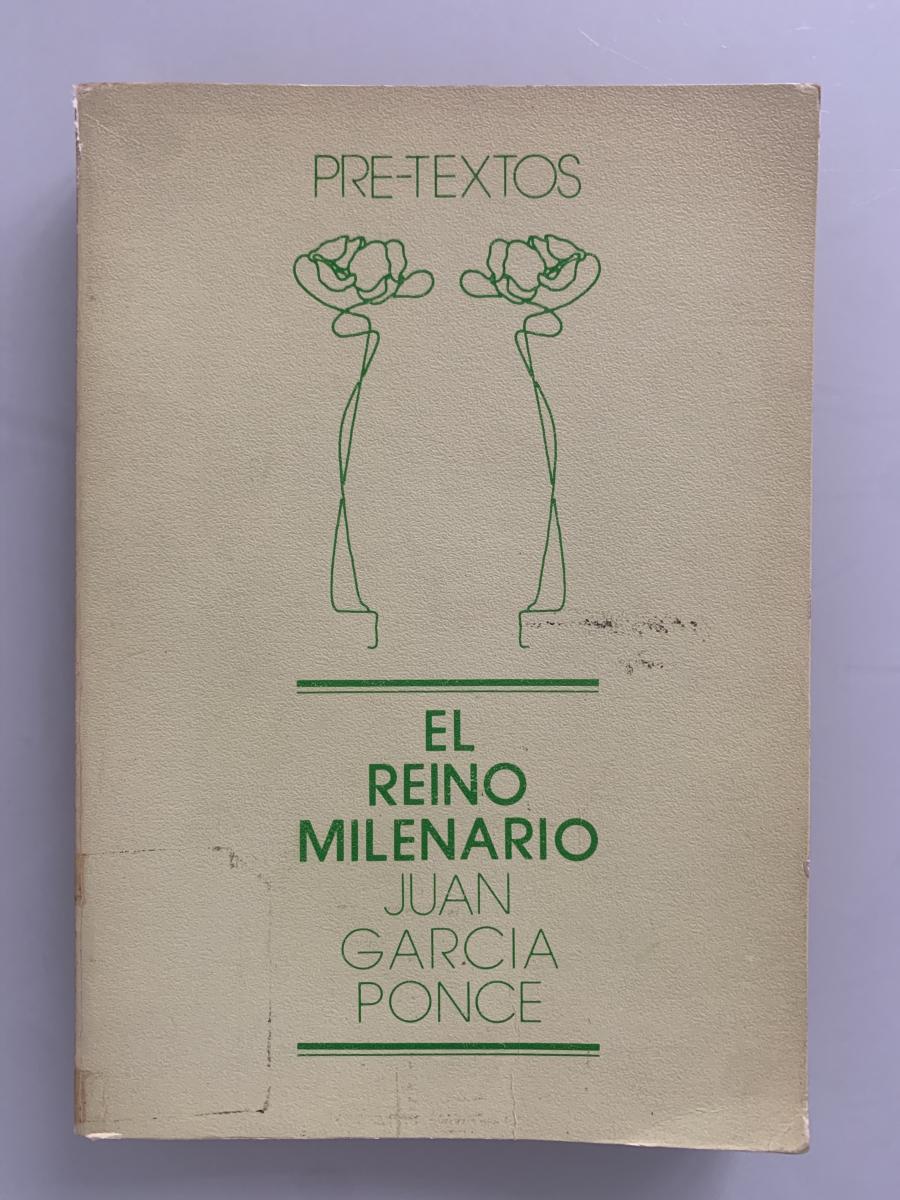 PRE-TEXTOS
EL
REINO
MILENARIO
JUAN
GARCIA
PONCE